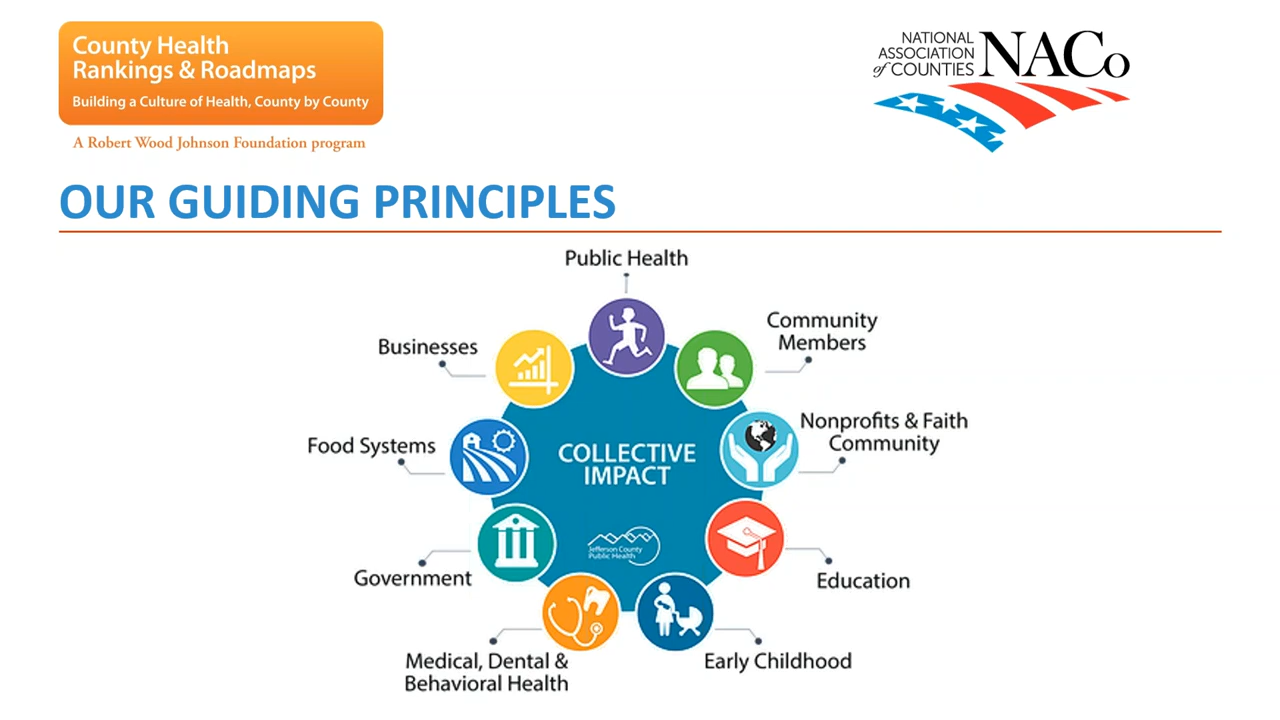 County Health
Rankings & Roadmaps
Building a Culture of Health, County by County
A Robert Wood Johnson Foundation program
NATIONAL
ASSOCIATION
of COUNTIES
NACo
OUR GUIDING PRINCIPLES
Public Health
Community
Members
Businesses
Nonprofits & Faith
Community
Food Systems
COLLECTIVE
IMPACT
Jefferson County
Public Health
Government
Education
Medical, Dental &
Behavioral Health
Early Childhood